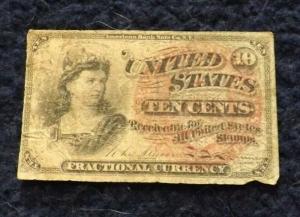 American Bank Note Co. N.Y.
UNITED
10
STATES
TEN CENTS
Receivable for
all United States
Stamps.
FRACTIONAL CURRENCY